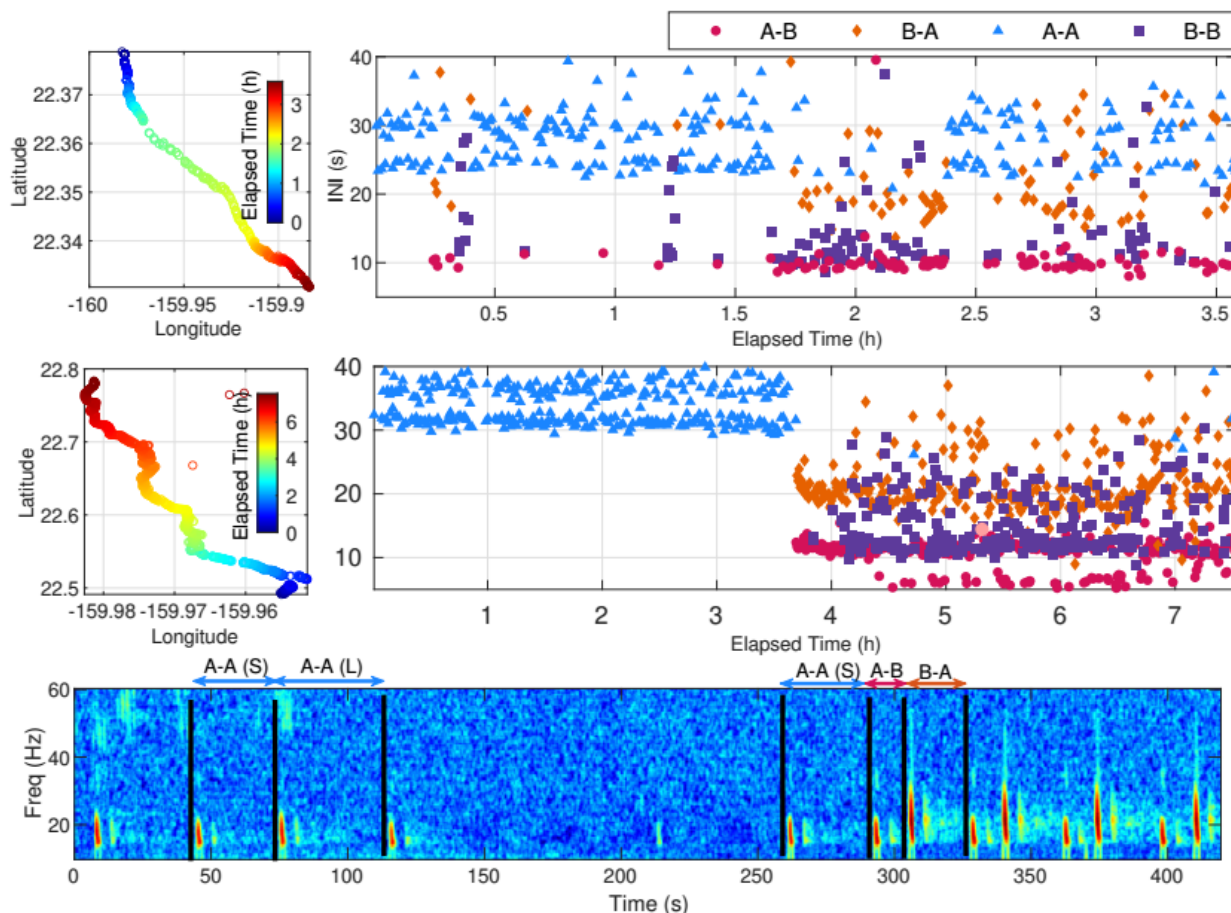 A-B B-A A-A B-B
22.37
22.36
22.35
22.34
Latitude
-160 -159.95 -159.9
Longitude
Elapsed Time (h)
3
2
1
0
40
30
20
10
INI (s)
0.5 1 1.5 2 2.5 3 3.5
Elapsed Time (h)
22.8
22.7
22.6
22.5
Latitude
-159.98 -159.97 -159.96
Longitude
Elapsed Time (h)
6
4
2
0
40
30
20
10
1 2 3 4 5 6 7
Elapsed Time (h)
A-A (S) A-A (L) A-A (S) A-B B-A
60
40
20
Freq (Hz)
0 50 100 150 200 250 300 350 400
Time (s)